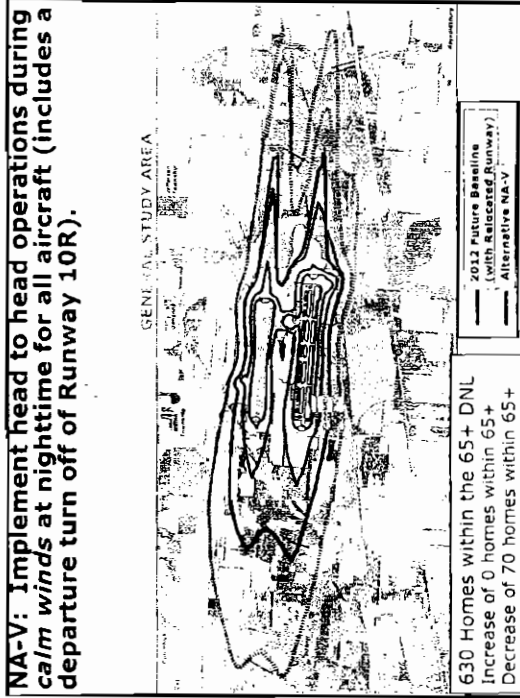 NA-V: Implement head to head operations during
calm winds at nighttime for all aircraft (includes a
departure turn off of Runway 10R).
GENERAL STUDY AREA
630 Homes within the 65+ DNL
Increase of 0 homes within 65+
Decrease of 70 homes within 65+
2012 Future Baseline
(with Relocated Runway)
Alternative NA-V